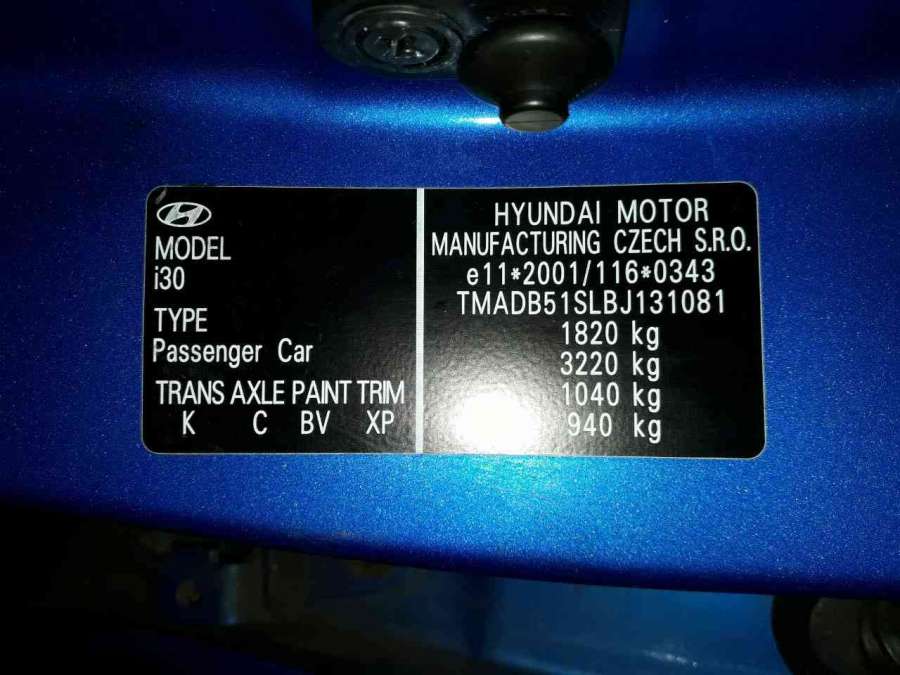 MODEL
i30
TYPE
Passenger Car
TRANS AXLE PAINT TRIM
K C BV XP
HYUNDAI MOTOR
MANUFACTURING CZECH S.R.O.
e11*2001/116*0343
TMADB51SLBJ131081
1820 kg
3220 kg
1040 kg
940 kg